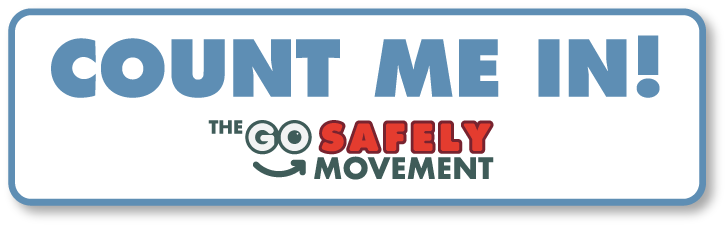 COUNT ME IN!
THE GO SAFELY
MOVEMENT